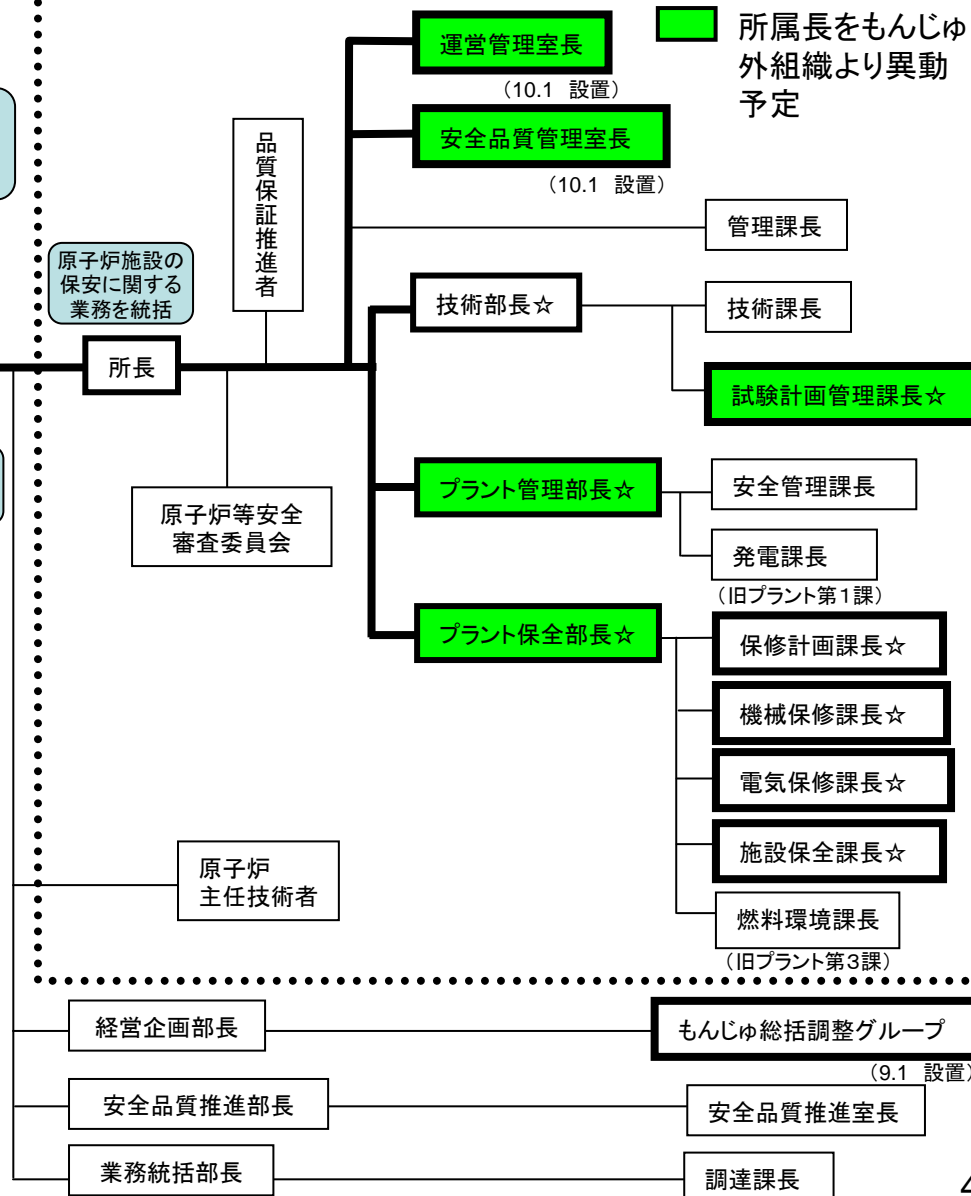 運営管理室長
(10.1 設置)
所属長をもんじゅ
外組織より異動
予定
安全品質管理室長
(10.1 設置)
品質保証推進者
管理課長
原子炉施設の
保安に関する
業務を統括
所長
技術部長☆
技術課長
試験計画管理課長☆
原子炉等安全
審査委員会
プラント管理部長☆
安全管理課長
発電課長
(旧プラント第1課)
プラント保全部長☆
保修計画課長☆
機械保修課長☆
電気保修課長☆
施設保全課長☆
燃料環境課長
(旧プラント第3課)
原子炉
主任技術者
経営企画部長
もんじゅ総括調整グループ
(9.1 設置)
安全品質推進部長
安全品質推進室長
業務統括部長
調達課長